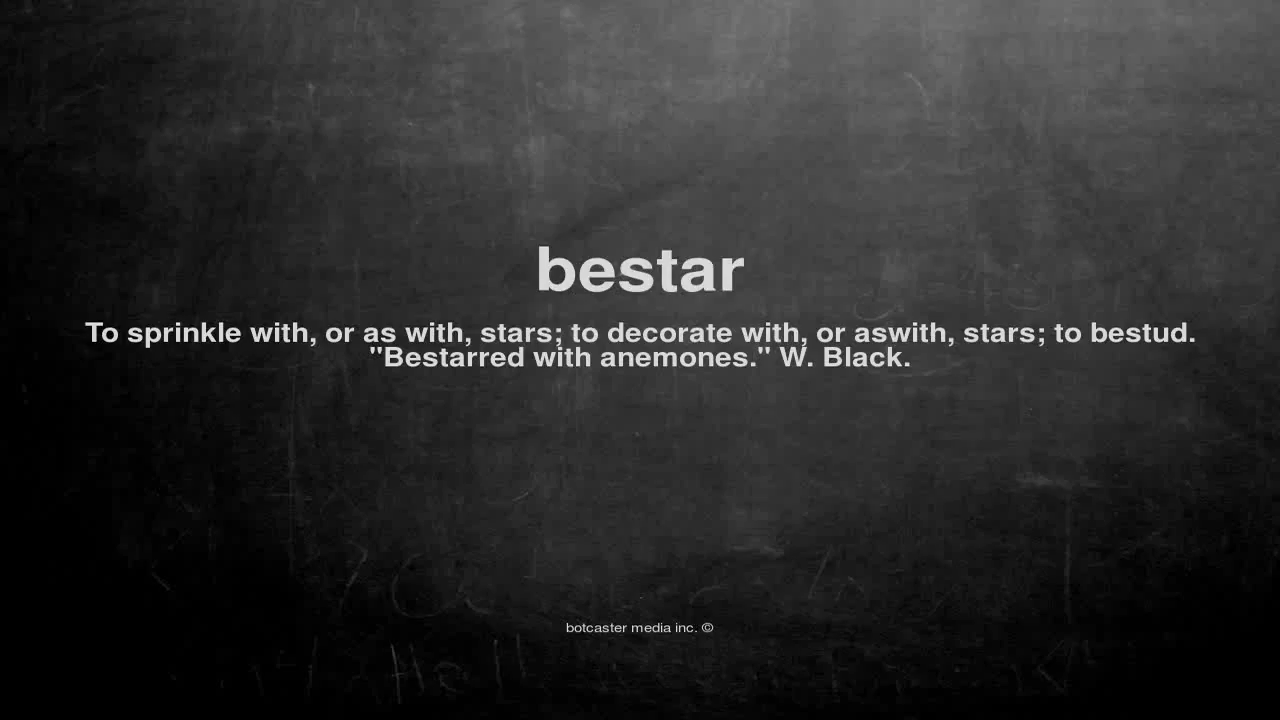 bestar
To sprinkle with, or as with, stars; to decorate with, or aswith, stars; to bestud.
"Bestarred with anemones." W. Black.
botcaster media inc. ©